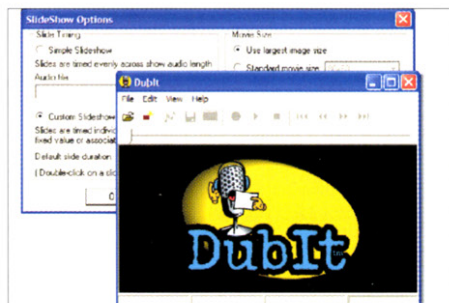 SlideShow Options
Slide Timing
Simple Slideshow
Slides are timed evenly across show audio length
Audio file
Custom Slideshow
Slides are timed individ
fixed value or associat
Default slide duration
(Double-click on a slid
Movie Size
Use largest image size
Standard movie size
DubIt
File Edit View Help
DubIt